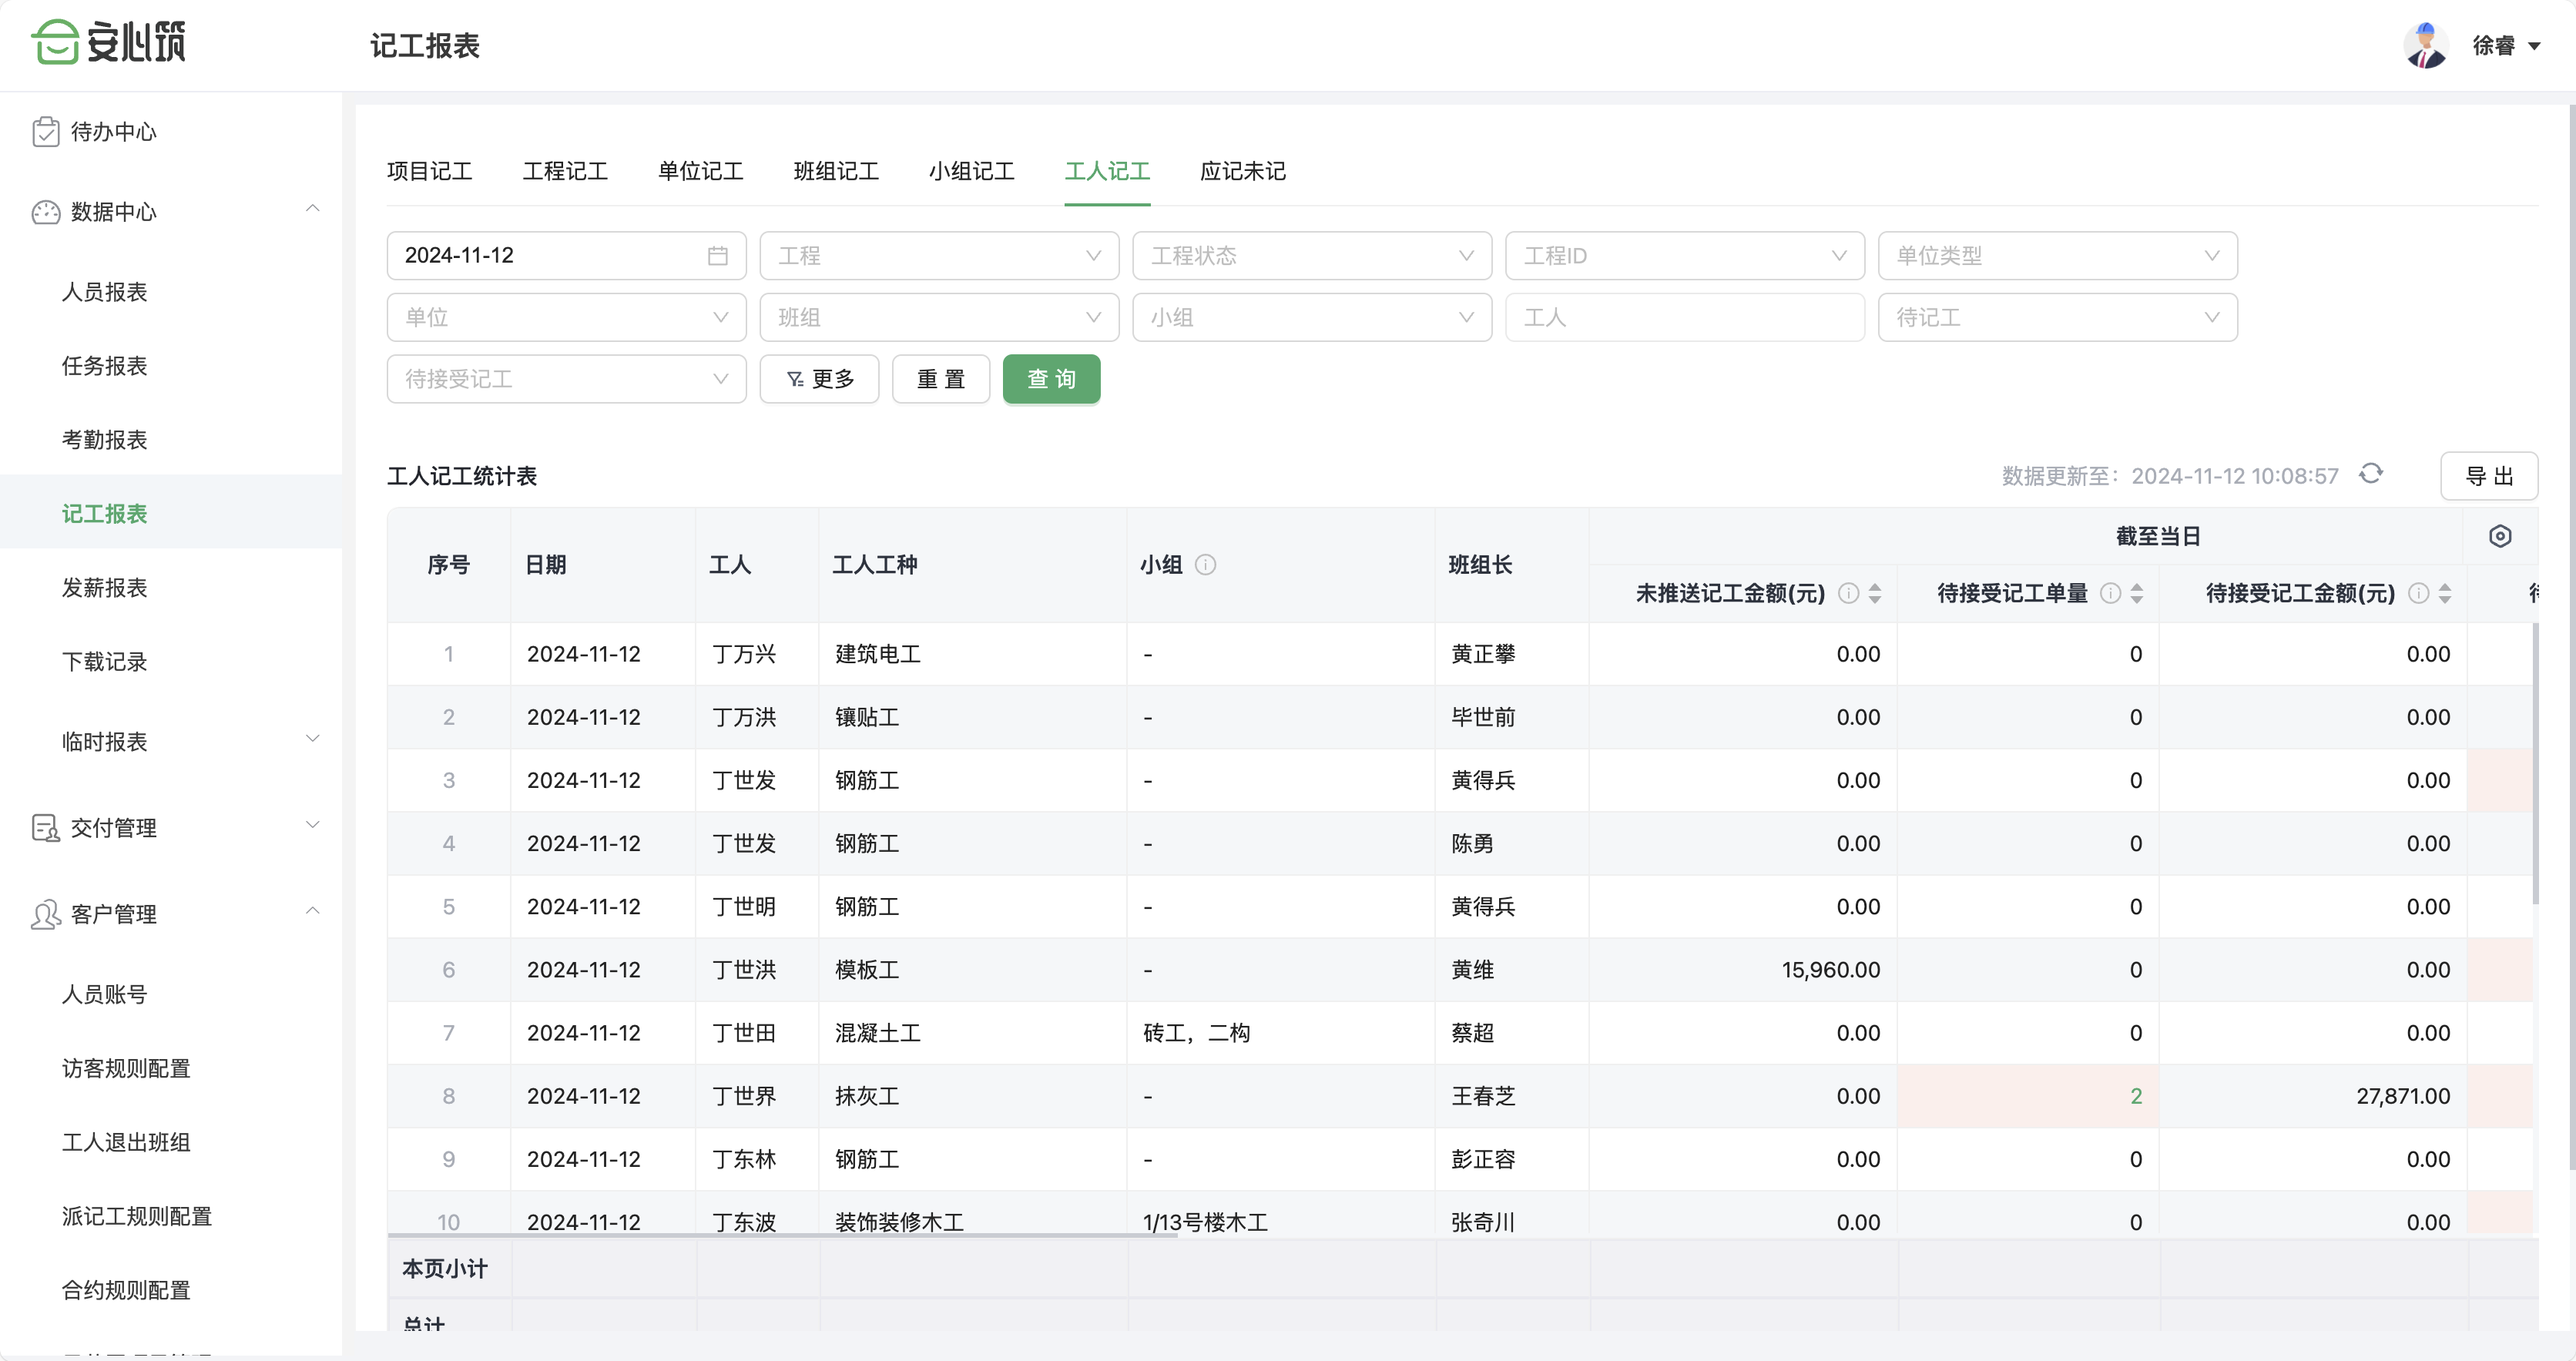 安心筑
记工报表
徐睿
待办中心
数据中心
人员报表
任务报表
考勤报表
记工报表
发薪报表
下载记录
临时报表
交付管理
客户管理
人员账号
访客规则配置
工人退出班组
派记工规则配置
合约规则配置
项目记工 工程记工 单位记工 班组记工 小组记工 工人记工 应记未记
2024-11-12 工程 工程状态 工程ID 单位类型
单位 班组 小组 工人 待记工
待接受记工 更多 重 置 查 询
工人记工统计表 数据更新至：2024-11-12 10:08:57 导 出
截至当日
序号 日期 工人 工人工种 小组 班组长
未推送记工金额(元) 待接受记工单量 待接受记工金额(元)
1 2024-11-12 丁万兴 建筑电工 - 黄正攀 0.00 0 0.00
2 2024-11-12 丁万洪 镶贴工 - 毕世前 0.00 0 0.00
3 2024-11-12 丁世发 钢筋工 - 黄得兵 0.00 0 0.00
4 2024-11-12 丁世发 钢筋工 - 陈勇 0.00 0 0.00
5 2024-11-12 丁世明 钢筋工 - 黄得兵 0.00 0 0.00
6 2024-11-12 丁世洪 模板工 - 黄维 15,960.00 0 0.00
7 2024-11-12 丁世田 混凝土工 砖工，二构 蔡超 0.00 0 0.00
8 2024-11-12 丁世界 抹灰工 - 王春芝 0.00 2 27,871.00
9 2024-11-12 丁东林 钢筋工 - 彭正容 0.00 0 0.00
10 2024-11-12 丁东波 装饰装修木工 1/13号楼木工 张奇川 0.00 0 0.00
本页小计
总计